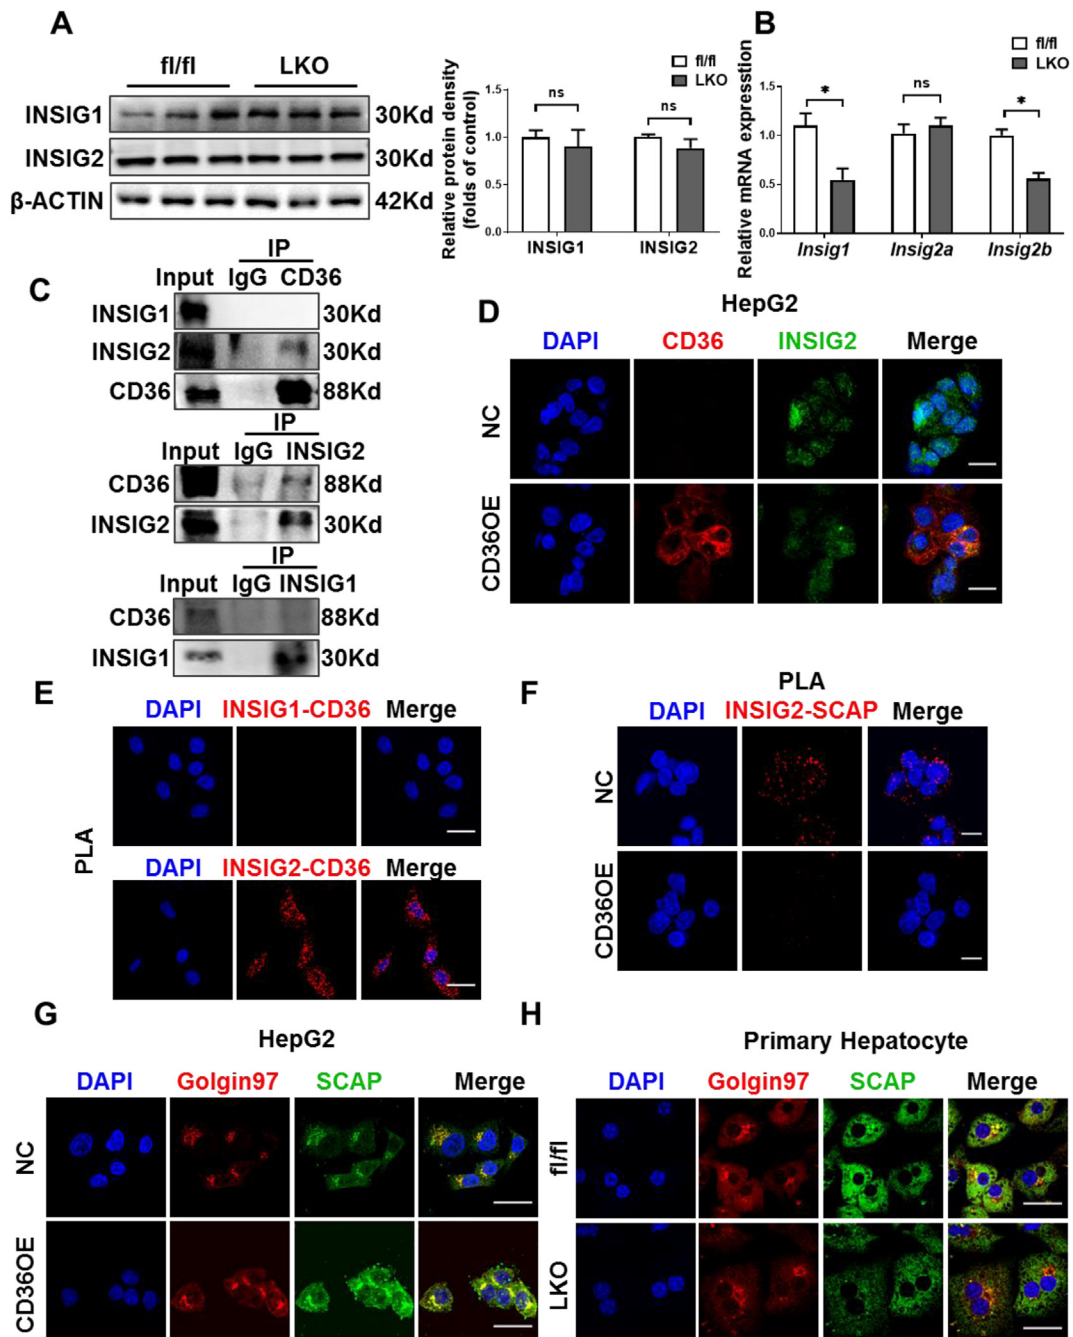 A
fl/fl LKO
INSIG1 30Kd
INSIG2 30Kd
β-ACTIN 42Kd
fl/fl
LKO
Relative protein density
(folds of control)
1.5
1.0
0.5
0.0
ns ns
INSIG1 INSIG2
B
fl/fl
LKO
Relative mRNA expresstion
1.5
1.0
0.5
0.0
* ns *
Insig1 Insig2a Insig2b
C
IP
Input IgG CD36
INSIG1 30Kd
INSIG2 30Kd
CD36 88Kd
IP
Input IgG INSIG2
CD36 88Kd
INSIG2 30Kd
IP
Input IgG INSIG1
CD36 88Kd
INSIG1 30Kd
D
HepG2
DAPI CD36 INSIG2 Merge
NC
CD36OE
E
PLA
DAPI INSIG1-CD36 Merge
DAPI INSIG2-CD36 Merge
F
PLA
DAPI INSIG2-SCAP Merge
NC
CD36OE
G
HepG2
DAPI Golgin97 SCAP Merge
NC
CD36OE
H
Primary Hepatocyte
DAPI Golgin97 SCAP Merge
fl/fl
LKO